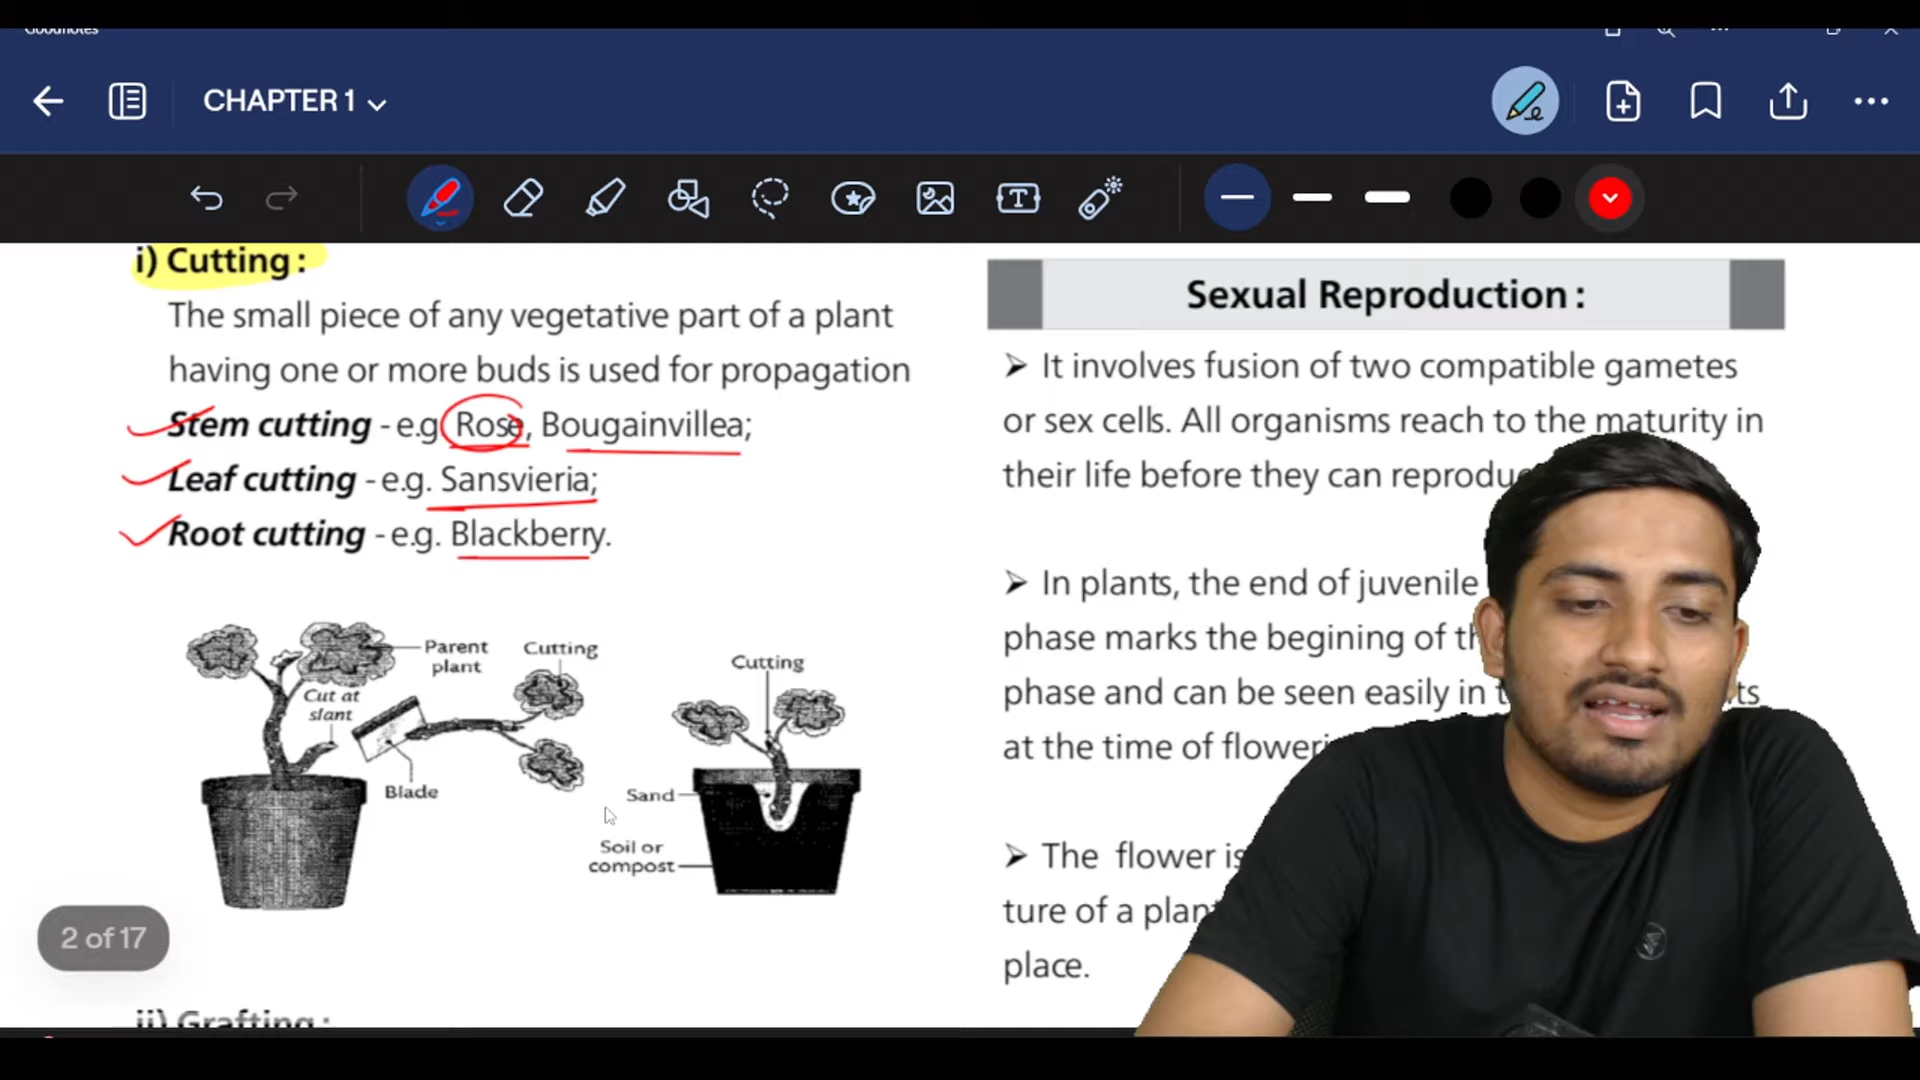 Goodnotes
CHAPTER 1
i) Cutting :
The small piece of any vegetative part of a plant
having one or more buds is used for propagation
Stem cutting - e.g Rose, Bougainvillea;
Leaf cutting - e.g. Sansvieria;
Root cutting - e.g. Blackberry.
Parent
plant
Cutting
Cut at
slant
Blade
Cutting
Sand
Soil or
compost
2 of 17
ii) Grafting :
Sexual Reproduction :
➢ It involves fusion of two compatible gametes
or sex cells. All organisms reach to the maturity in
their life before they can
➢ In plants, the end of juvenile
phase marks the begining of
phase and can be seen easily in
at the time of
➢ The flower
ture of a
place.